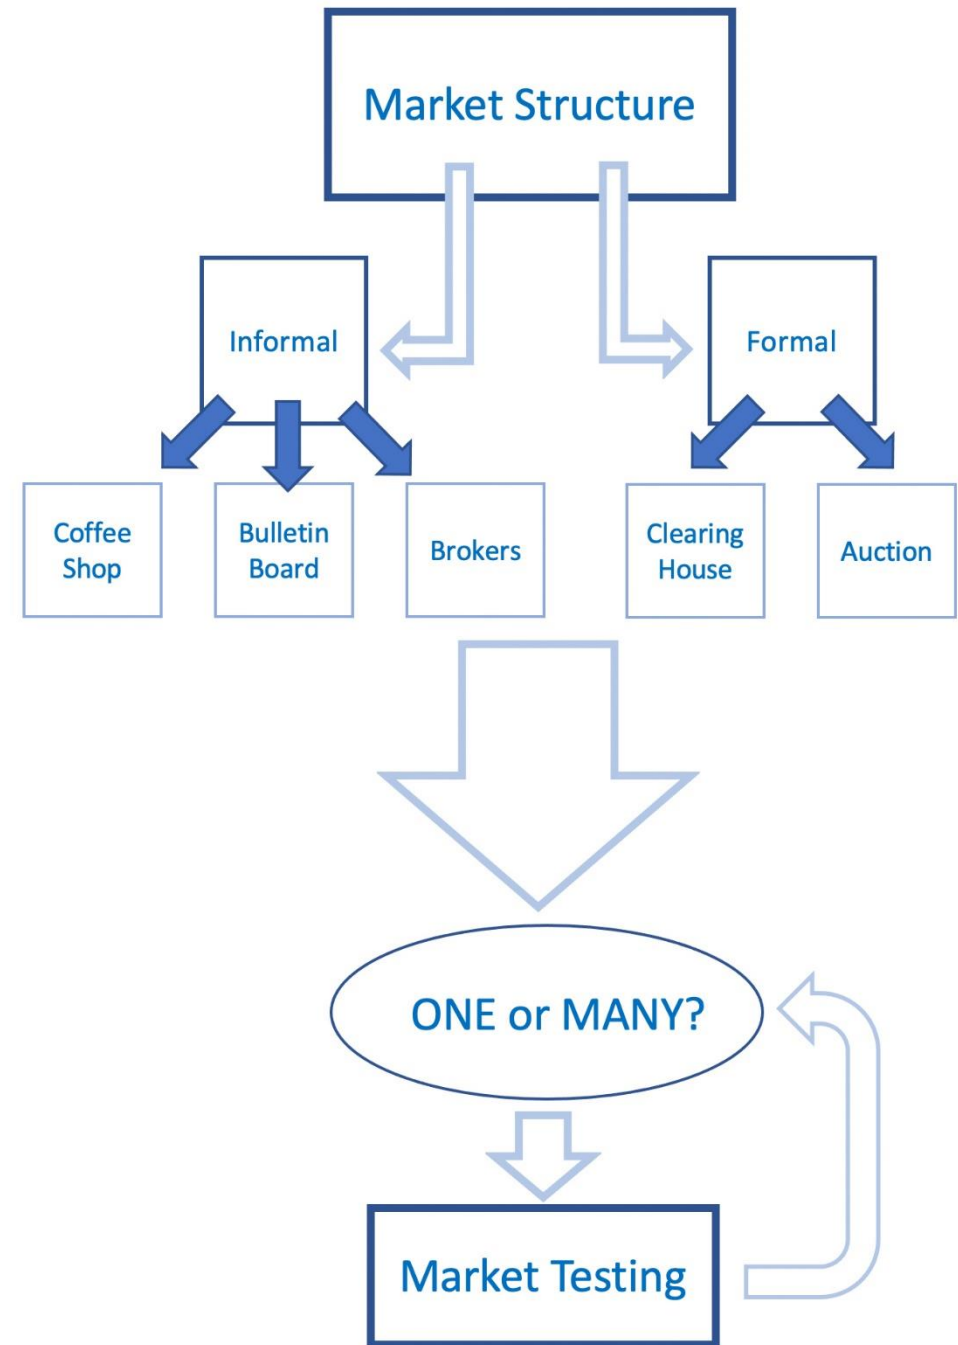 Market Structure
Informal
Formal
Coffee
Shop
Bulletin
Board
Brokers
Clearing
House
Auction
ONE or MANY?
Market Testing